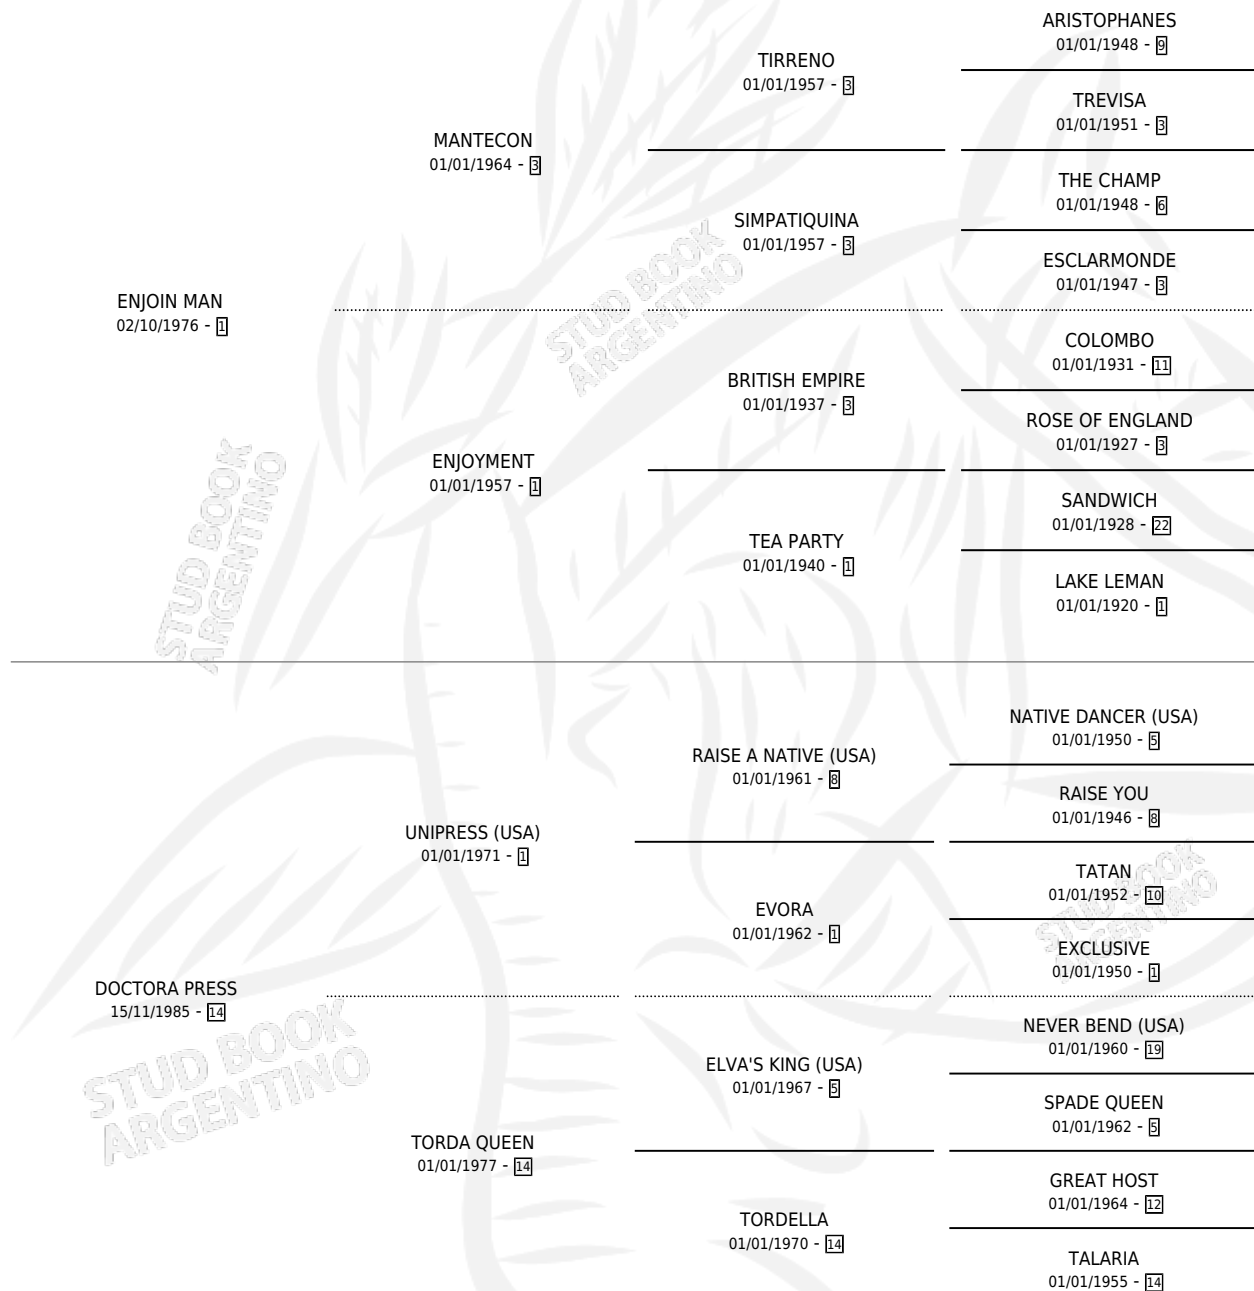 ENJOIN MAN
02/10/1976 - 1
MANTECON
01/01/1964 - 3
ENJOYMENT
01/01/1957 - 1
TIRRENO
01/01/1957 - 3
SIMPATIQUINA
01/01/1957 - 3
BRITISH EMPIRE
01/01/1937 - 3
TEA PARTY
01/01/1940 - 1
ARISTOPHANES
01/01/1948 - 9
TREVISA
01/01/1951 - 3
THE CHAMP
01/01/1948 - 6
ESCLARMONDE
01/01/1947 - 3
COLOMBO
01/01/1931 - 11
ROSE OF ENGLAND
01/01/1927 - 3
SANDWICH
01/01/1928 - 22
LAKE LEMAN
01/01/1920 - 1
DOCTORA PRESS
15/11/1985 - 14
UNIPRESS (USA)
01/01/1971 - 1
TORDA QUEEN
01/01/1977 - 14
RAISE A NATIVE (USA)
01/01/1961 - 8
EVORA
01/01/1962 - 1
ELVA'S KING (USA)
01/01/1967 - 5
TORDELLA
01/01/1970 - 14
NATIVE DANCER (USA)
01/01/1950 - 5
RAISE YOU
01/01/1946 - 8
TATAN
01/01/1952 - 10
EXCLUSIVE
01/01/1950 - 1
NEVER BEND (USA)
01/01/1960 - 19
SPADE QUEEN
01/01/1962 - 5
GREAT HOST
01/01/1964 - 12
TALARIA
01/01/1955 - 14
STUD BOOK
ARGENTINO
STUD BOOK
ARGENTINO
STUD BOOK
ARGENTINO
STUD BOOK
ARGENTINO